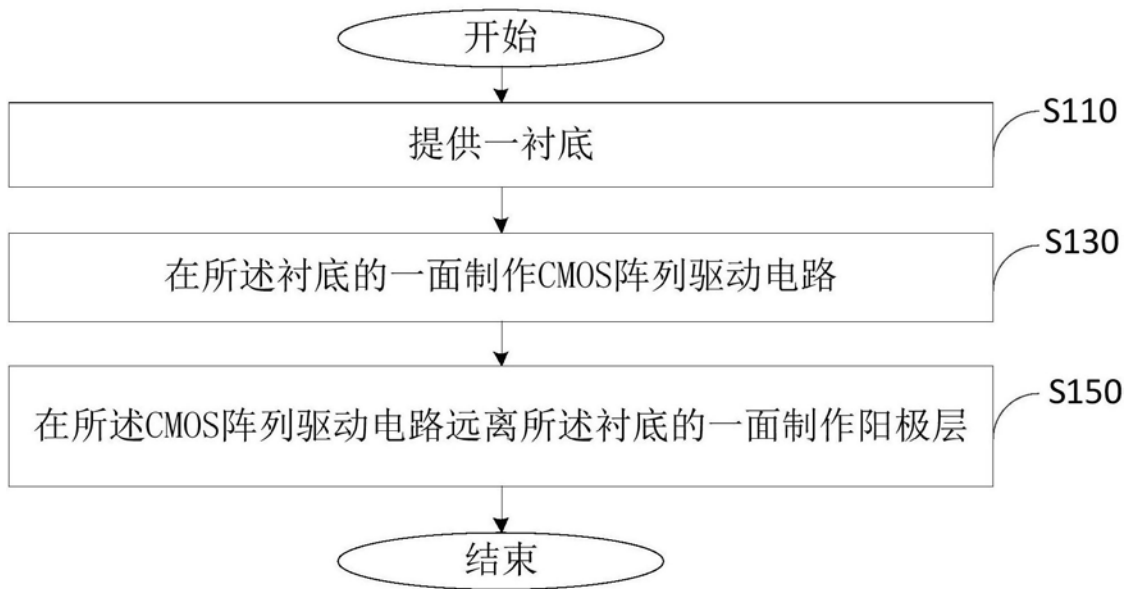 开始
S110
提供一衬底
S130
在所述衬底的一面制作CMOS阵列驱动电路
S150
在所述CMOS阵列驱动电路远离所述衬底的一面制作阳极层
结束